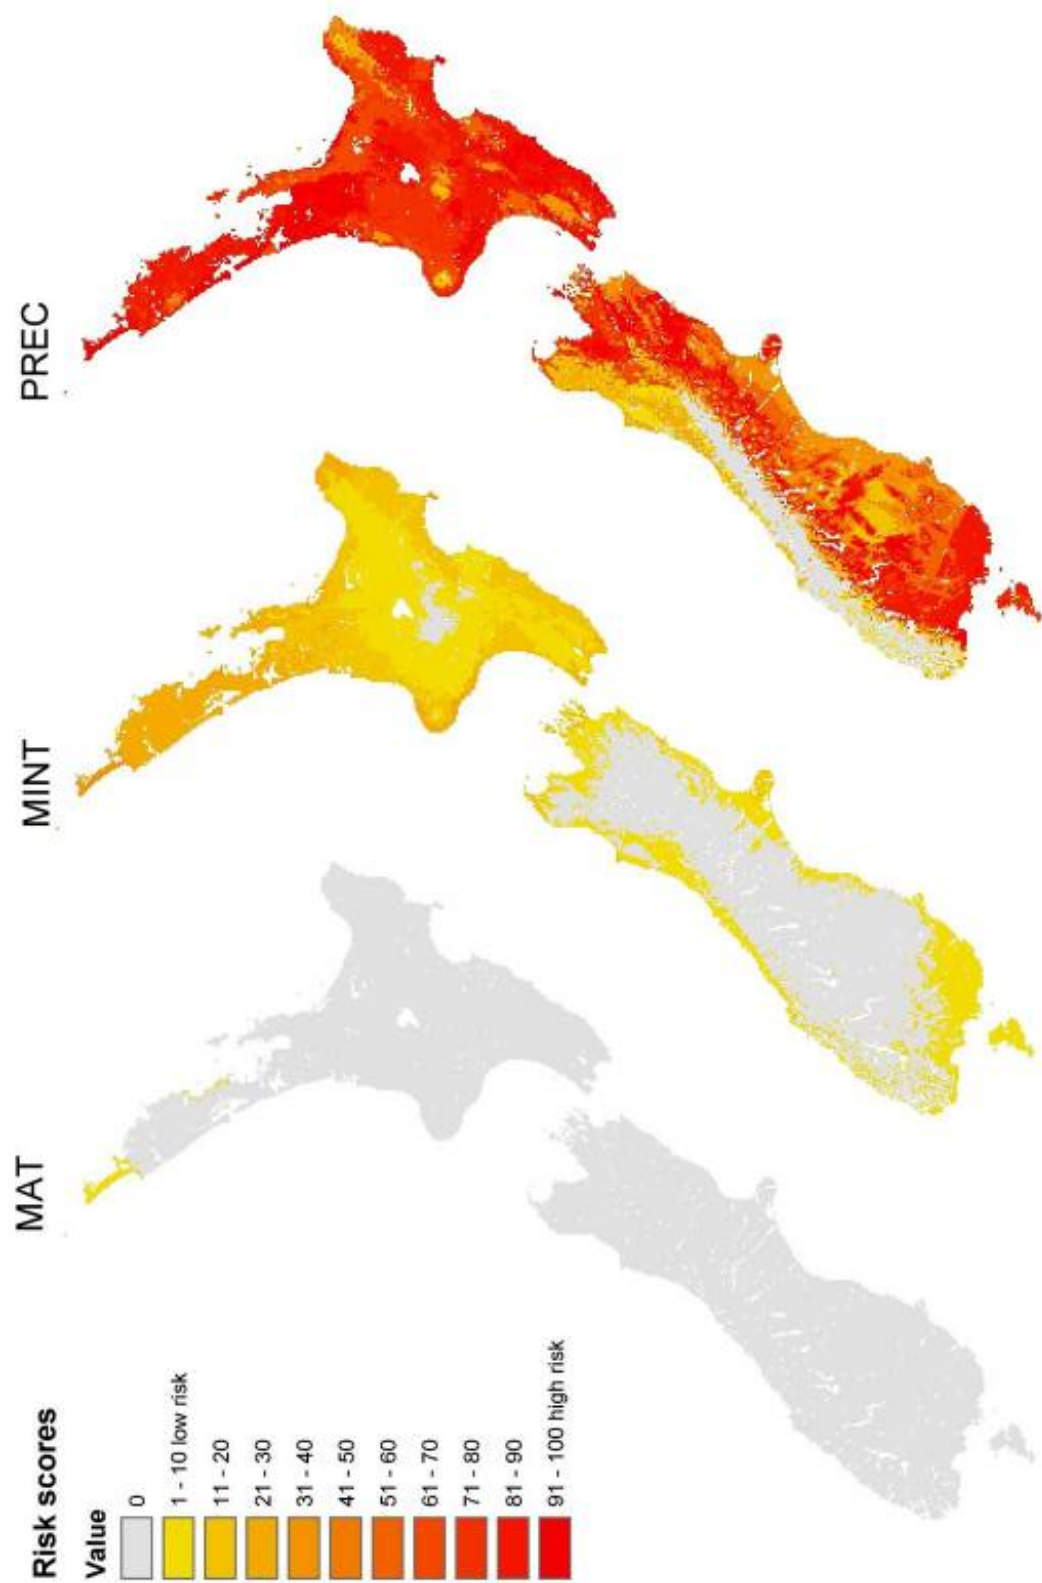 MAT
MINT
PREC
Risk scores
Value
0
1 - 10 low risk
11 - 20
21 - 30
31 - 40
41 - 50
51 - 60
61 - 70
71 - 80
81 - 90
91 - 100 high risk